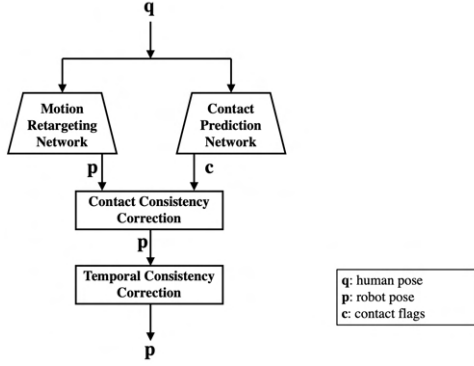 q
Motion
Retargeting
Network
Contact
Prediction
Network
p
c
Contact Consistency
Correction
p
Temporal Consistency
Correction
p
q: human pose
p: robot pose
c: contact flags